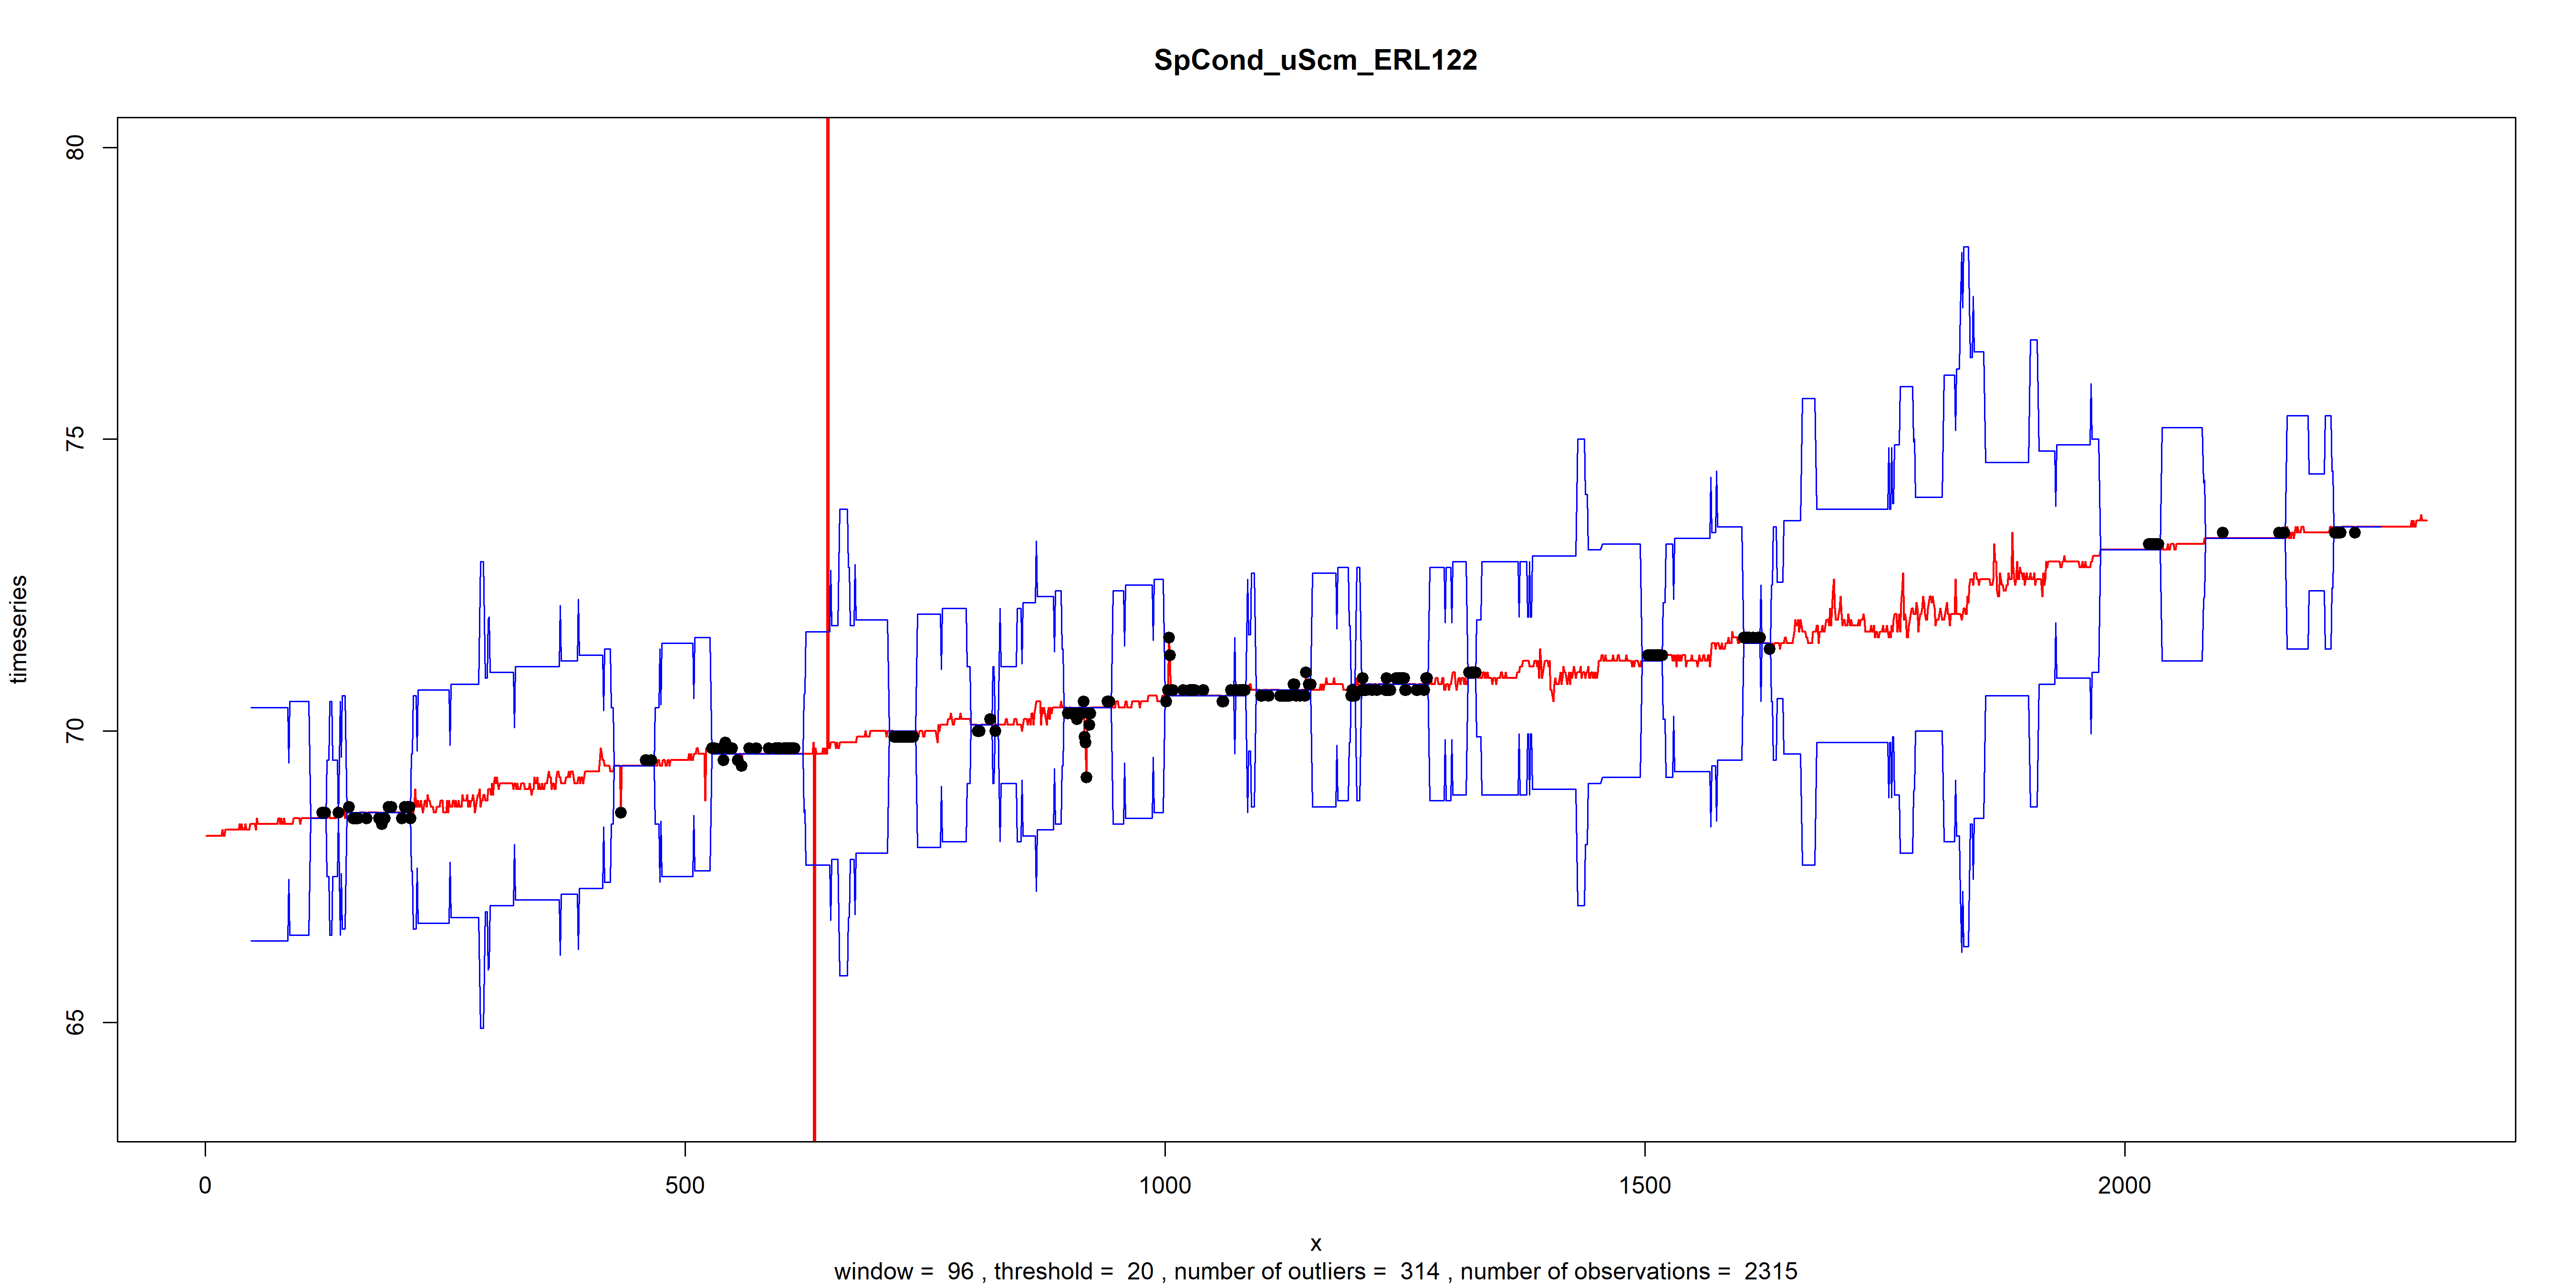 SpCond_uScm_ERL122
80
75
70
65
timeseries
0 500 1000 1500 2000
x
window = 96 , threshold = 20 , number of outliers = 314 , number of observations = 2315